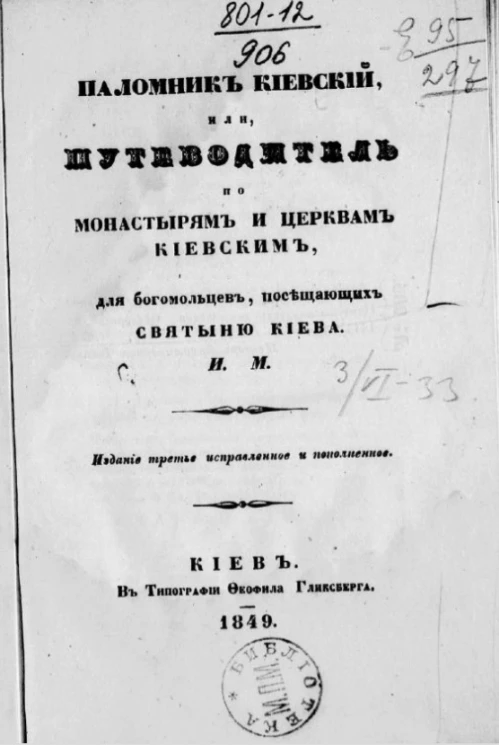 801-12
906
Е 95
297
ПАЛОМНИКЪ КІЕВСКІЙ,
или,
ПУТЕВОДИТЕЛЬ
по
МОНАСТЫРЯМЪ И ЦЕРКВАМЪ
КІЕВСКИМЪ,
для богомольцевъ, посѣщающихъ
СВЯТЫНЮ КІЕВА.
И. М.
3/VI-33
Изданіе третье исправленное и пополненное.
КІЕВЪ.
Въ Типографіи Ѳеофила Гликсберга.
1849.
БИБЛІОТЕКА
М.П.М.